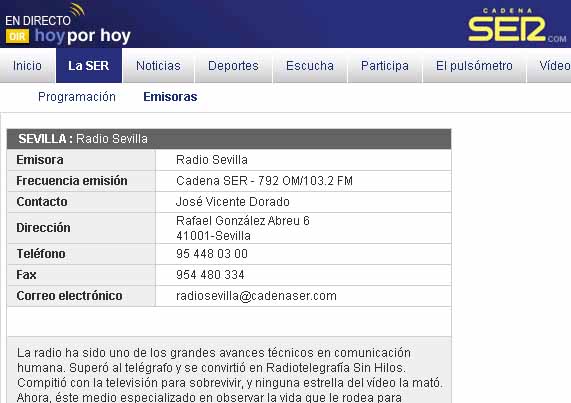 EN DIRECTO
OIR hoy por hoy
CADENA
SER.COM
Inicio La SER Noticias Deportes Escucha Participa El pulsómetro Vídeo
Programación Emisoras
SEVILLA : Radio Sevilla
Emisora Radio Sevilla
Frecuencia emisión Cadena SER - 792 OM/103.2 FM
Contacto José Vicente Dorado
Dirección Rafael González Abreu 6
41001-Sevilla
Teléfono 95 448 03 00
Fax 954 480 334
Correo electrónico radiosevilla@cadenaser.com
La radio ha sido uno de los grandes avances técnicos en comunicación
humana. Superó al telégrafo y se convirtió en Radiotelegrafía Sin Hilos.
Compitió con la televisión para sobrevivir, y ninguna estrella del vídeo la mató.
Ahora, éste medio especializado en observar la vida que le rodea para